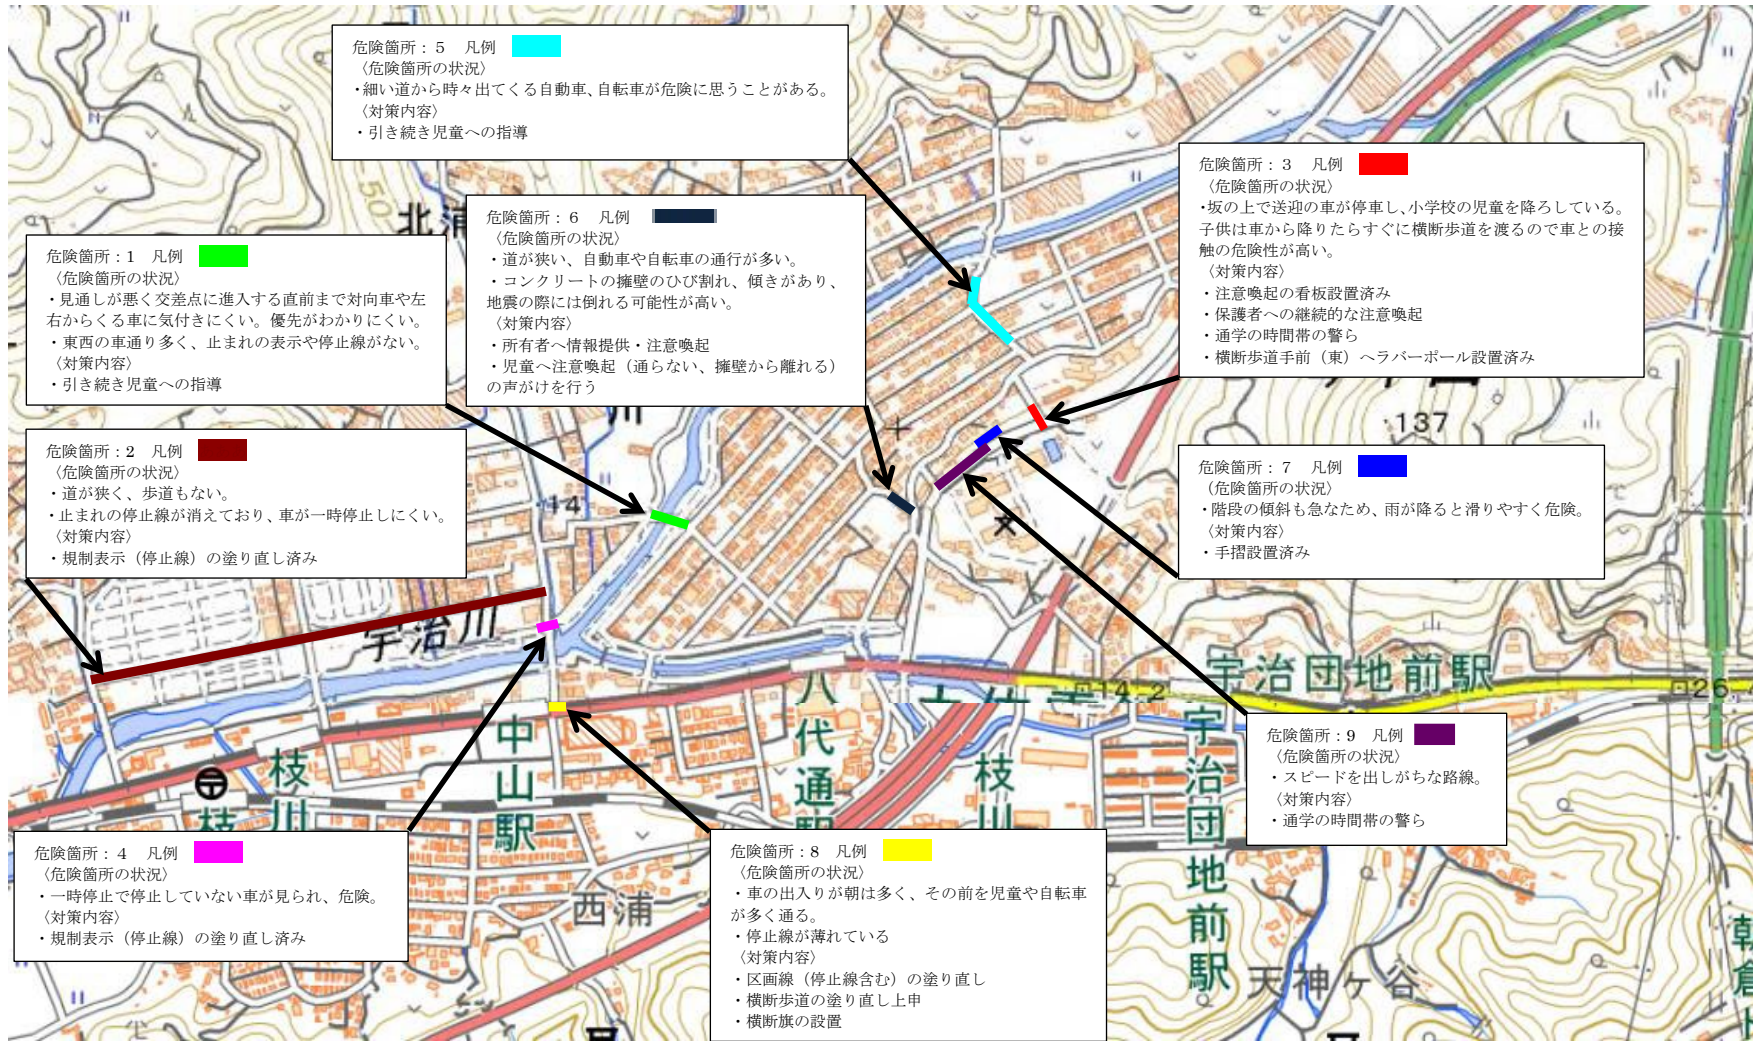 危険箇所：5　凡例
〈危険箇所の状況〉
・細い道から時々出てくる自動車、自転車が危険に思うことがある。
〈対策内容〉
・引き続き児童への指導
危険箇所：3　凡例
〈危険箇所の状況〉
・坂の上で送迎の車が停車し、小学校の児童を降ろしている。
子供は車から降りたらすぐに横断歩道を渡るので車との接
触の危険性が高い。
〈対策内容〉
・注意喚起の看板設置済み
・保護者への継続的な注意喚起
・通学の時間帯の警ら
・横断歩道手前（東）へラバーポール設置済み
危険箇所：6　凡例
〈危険箇所の状況〉
・道が狭い、自動車や自転車の通行が多い。
・コンクリートの擁壁のひび割れ、傾きがあり、
地震の際には倒れる可能性が高い。
〈対策内容〉
・所有者へ情報提供・注意喚起
・児童へ注意喚起（通らない、擁壁から離れる）
の声がけを行う
危険箇所：1　凡例
〈危険箇所の状況〉
・見通しが悪く交差点に進入する直前まで対向車や左
右からくる車に気付きにくい。優先がわかりにくい。
・東西の車通り多く、止まれの表示や停止線がない。
〈対策内容〉
・引き続き児童への指導
危険箇所：2　凡例
〈危険箇所の状況〉
・道が狭く、歩道もない。
・止まれの停止線が消えており、車が一時停止しにくい。
〈対策内容〉
・規制表示（停止線）の塗り直し済み
危険箇所：7　凡例
〈危険箇所の状況〉
・階段の傾斜も急なため、雨が降ると滑りやすく危険。
〈対策内容〉
・手摺設置済み
危険箇所：9　凡例
〈危険箇所の状況〉
・スピードを出しがちな路線。
〈対策内容〉
・通学の時間帯の警ら
危険箇所：4　凡例
〈危険箇所の状況〉
・一時停止で停止していない車が見られ、危険。
〈対策内容〉
・規制表示（停止線）の塗り直し済み
危険箇所：8　凡例
〈危険箇所の状況〉
・車の出入りが朝は多く、その前を児童や自転車
が多く通る。
・停止線が薄れている
〈対策内容〉
・区画線（停止線含む）の塗り直し
・横断歩道の塗り直し上申
・横断旗の設置
50
北浦
川
・14
・137
宇治川
14.2
宇治団地前駅
26.4
枝川
枝
中山駅
八代通
枝川
宇治団地前駅
西浦
天神ヶ谷
朝倉